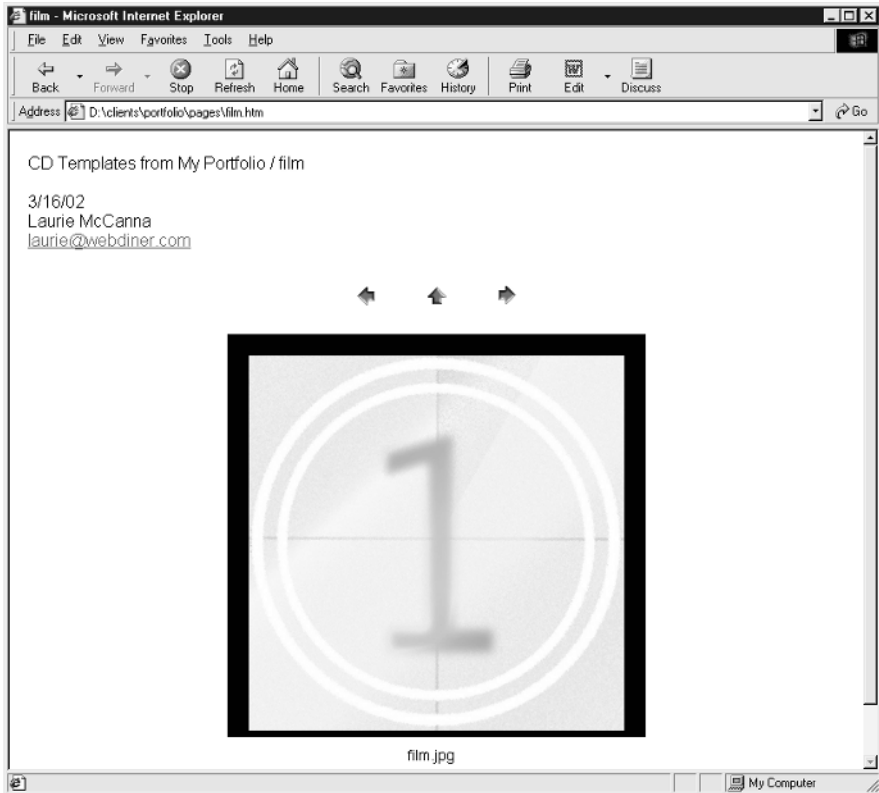 film - Microsoft Internet Explorer
File Edit View Favorites Tools Help
Back Forward Stop Refresh Home Search Favorites History Print Edit Discuss
Address D:\clients\portfolio\pages\film.htm Go
CD Templates from My Portfolio / film
3/16/02
Laurie McCanna
laurie@webdiner.com
1
film.jpg
My Computer